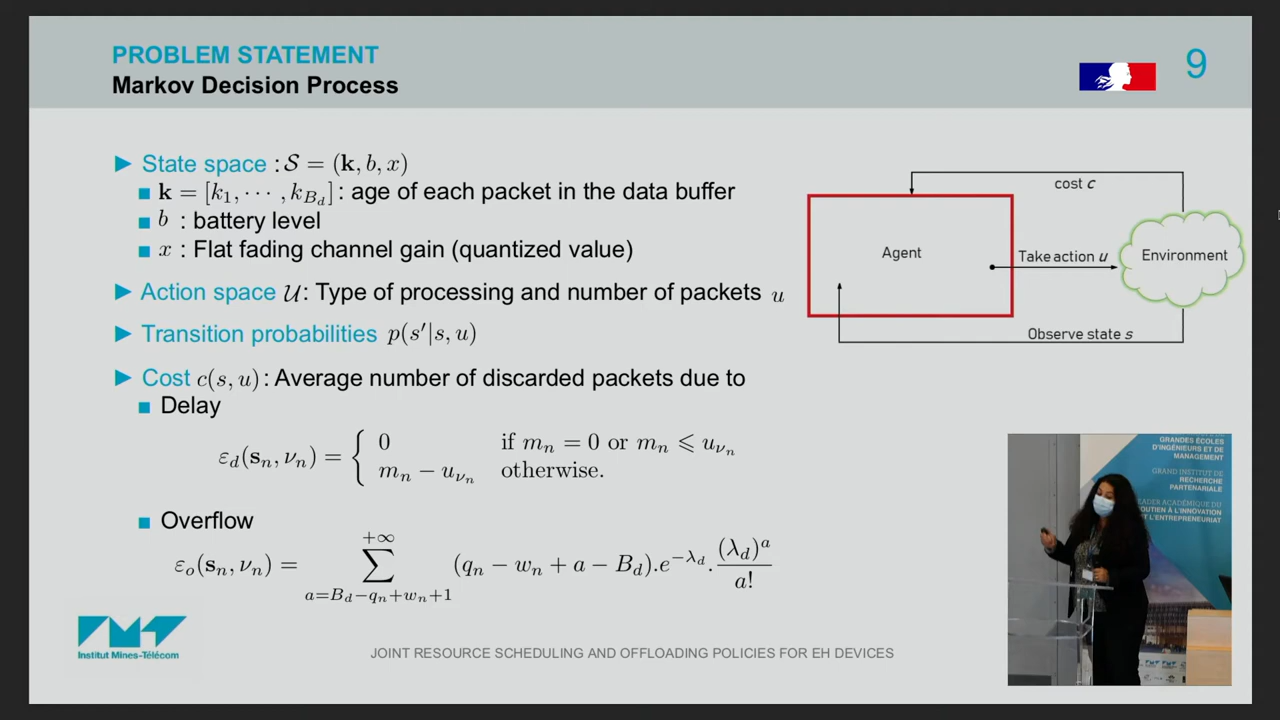 PROBLEM STATEMENT
Markov Decision Process
9
► State space : 𝒮 = (k, b, x)
■ k = [k₁, ⋯ , k_{B_d}] : age of each packet in the data buffer
■ b : battery level
■ x : Flat fading channel gain (quantized value)
► Action space 𝒰: Type of processing and number of packets u
► Transition probabilities p(s′|s, u)
► Cost c(s, u) : Average number of discarded packets due to
■ Delay
ε_d(s_n, ν_n) = { 0 if m_n = 0 or m_n ⩽ u_{ν_n}
m_n − u_{ν_n} otherwise.
■ Overflow
ε_o(s_n, ν_n) = ∑_{a=B_d−q_n+w_n+1}^{+∞} (q_n − w_n + a − B_d).e^{−λ_d}.(λ_d)^a / a!
cost c
Agent
Take action u
Environment
Observe state s
GRANDES ÉCOLES
D'INGÉNIEURS ET DE
MANAGEMENT
GRAND INSTITUT DE
RECHERCHE
PARTENARIALE
LEADER ACADÉMIQUE DU
SOUTIEN À L'INNOVATION
ET L'ENTREPRENEURIAT
Institut Mines-Télécom
JOINT RESOURCE SCHEDULING AND OFFLOADING POLICIES FOR EH DEVICES